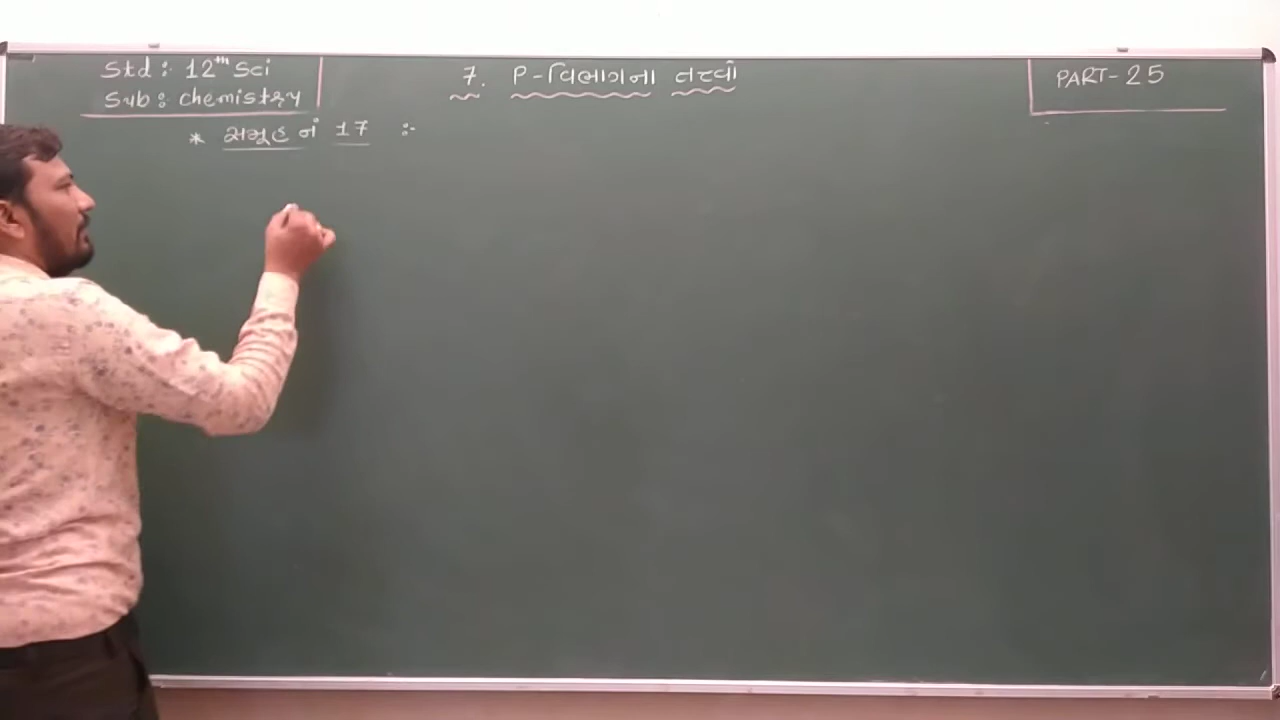 Std : 12th Sci
Sub : chemistry
7. P-વિભાગના તત્વો
PART-25
* સમૂહ નં 17 :-